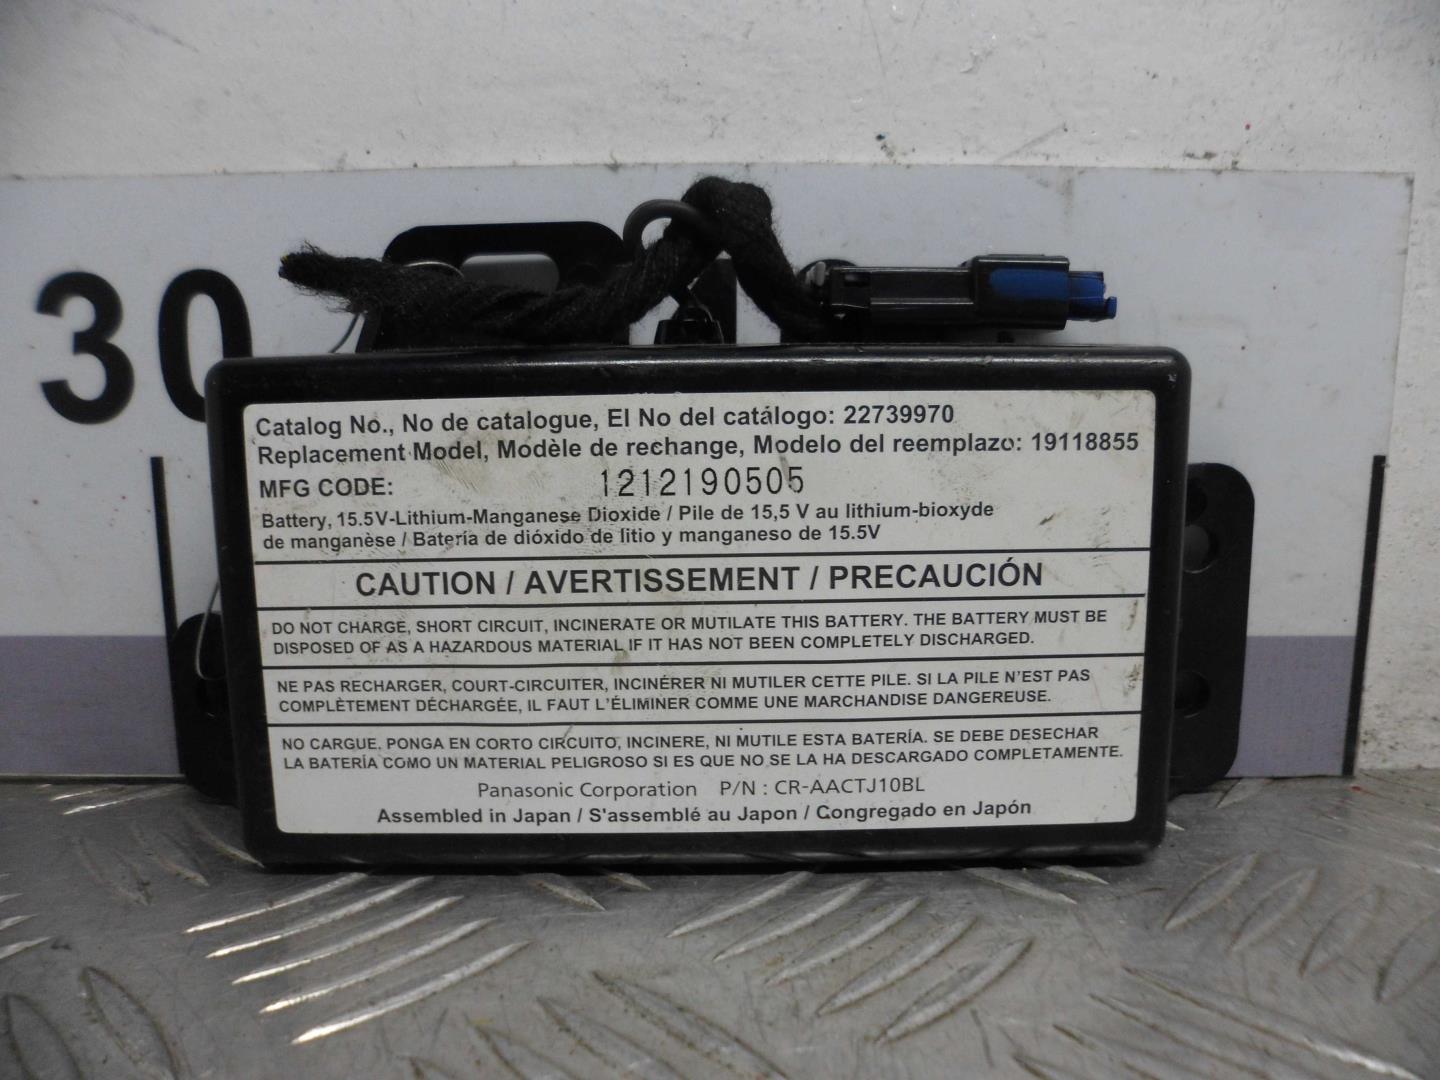 30
Catalog No., No de catalogue, El No del catálogo: 22739970
Replacement Model, Modèle de rechange, Modelo del reemplazo: 19118855
MFG CODE: 1212190505
Battery, 15.5V-Lithium-Manganese Dioxide / Pile de 15,5 V au lithium-bioxyde
de manganèse / Batería de dióxido de litio y manganeso de 15.5V
CAUTION / AVERTISSEMENT / PRECAUCIÓN
DO NOT CHARGE, SHORT CIRCUIT, INCINERATE OR MUTILATE THIS BATTERY. THE BATTERY MUST BE
DISPOSED OF AS A HAZARDOUS MATERIAL IF IT HAS NOT BEEN COMPLETELY DISCHARGED.
NE PAS RECHARGER, COURT-CIRCUITER, INCINÉRER NI MUTILER CETTE PILE. SI LA PILE N'EST PAS
COMPLÈTEMENT DÉCHARGÉE, IL FAUT L'ÉLIMINER COMME UNE MARCHANDISE DANGEREUSE.
NO CARGUE. PONGA EN CORTO CIRCUITO, INCINERE, NI MUTILE ESTA BATERÍA. SE DEBE DESECHAR
LA BATERÍA COMO UN MATERIAL PELIGROSO SI ES QUE NO SE LA HA DESCARGADO COMPLETAMENTE.
Panasonic Corporation P/N : CR-AACTJ10BL
Assembled in Japan / S'assemblé au Japon / Congregado en Japón